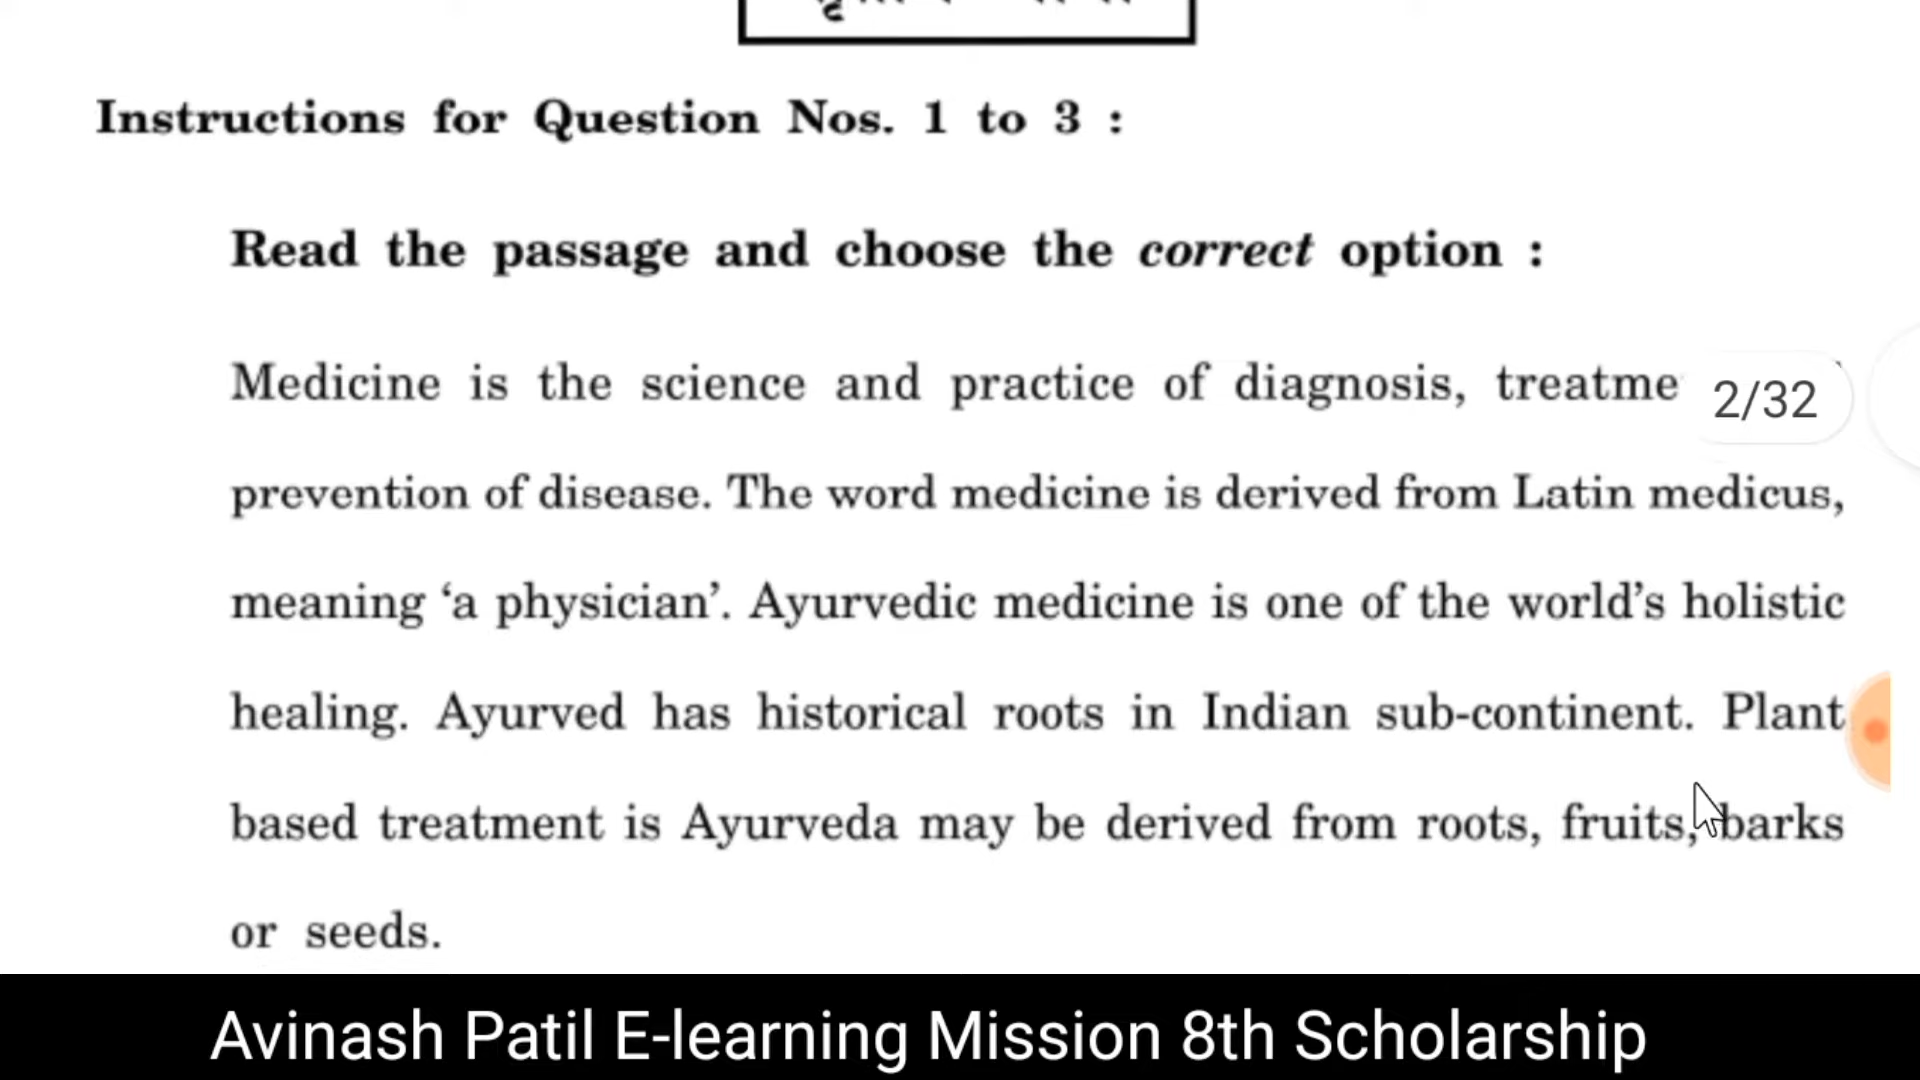 Instructions for Question Nos. 1 to 3 :
Read the passage and choose the correct option :
Medicine is the science and practice of diagnosis,
2/32
prevention of disease. The word medicine is derived from Latin medicus,
meaning ‘a physician’. Ayurvedic medicine is one of the world’s holistic
healing. Ayurved has historical roots in Indian sub-continent. Plant
based treatment is Ayurveda may be derived from roots, fruits, barks
or seeds.
Avinash Patil E-learning Mission 8th Scholarship